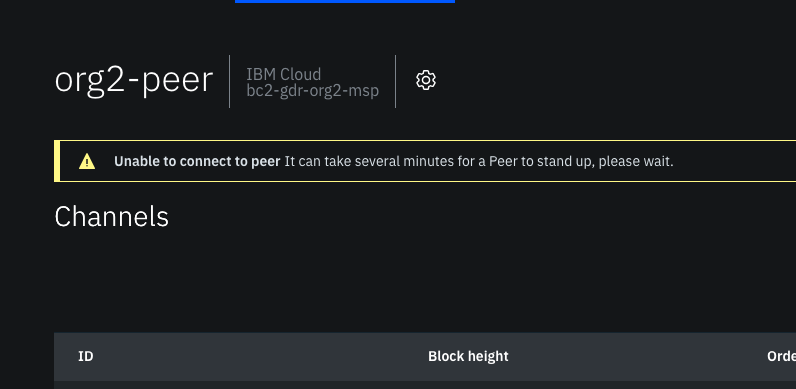 org2-peer
IBM Cloud
bc2-gdr-org2-msp
Unable to connect to peer It can take several minutes for a Peer to stand up, please wait.
Channels
ID Block height Orde